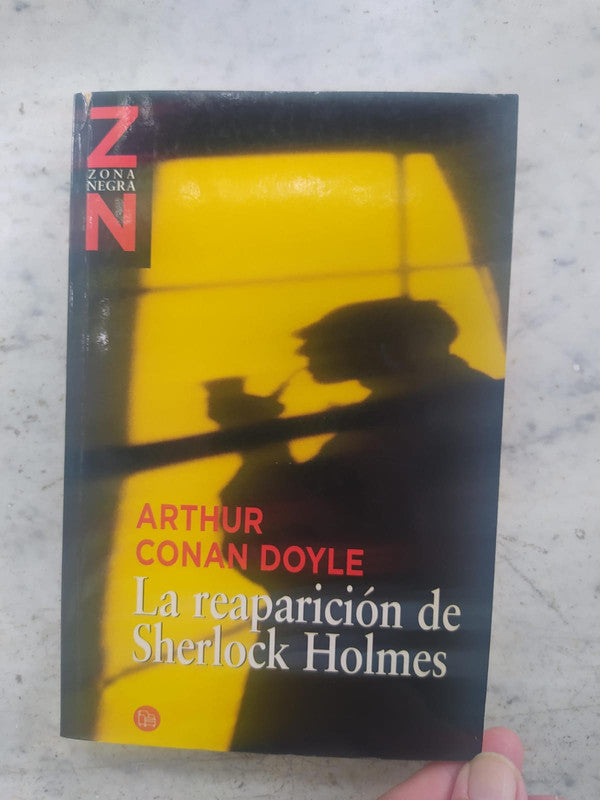 Z
ZONA
NEGRA
N
ARTHUR
CONAN DOYLE
La reaparición de
Sherlock Holmes